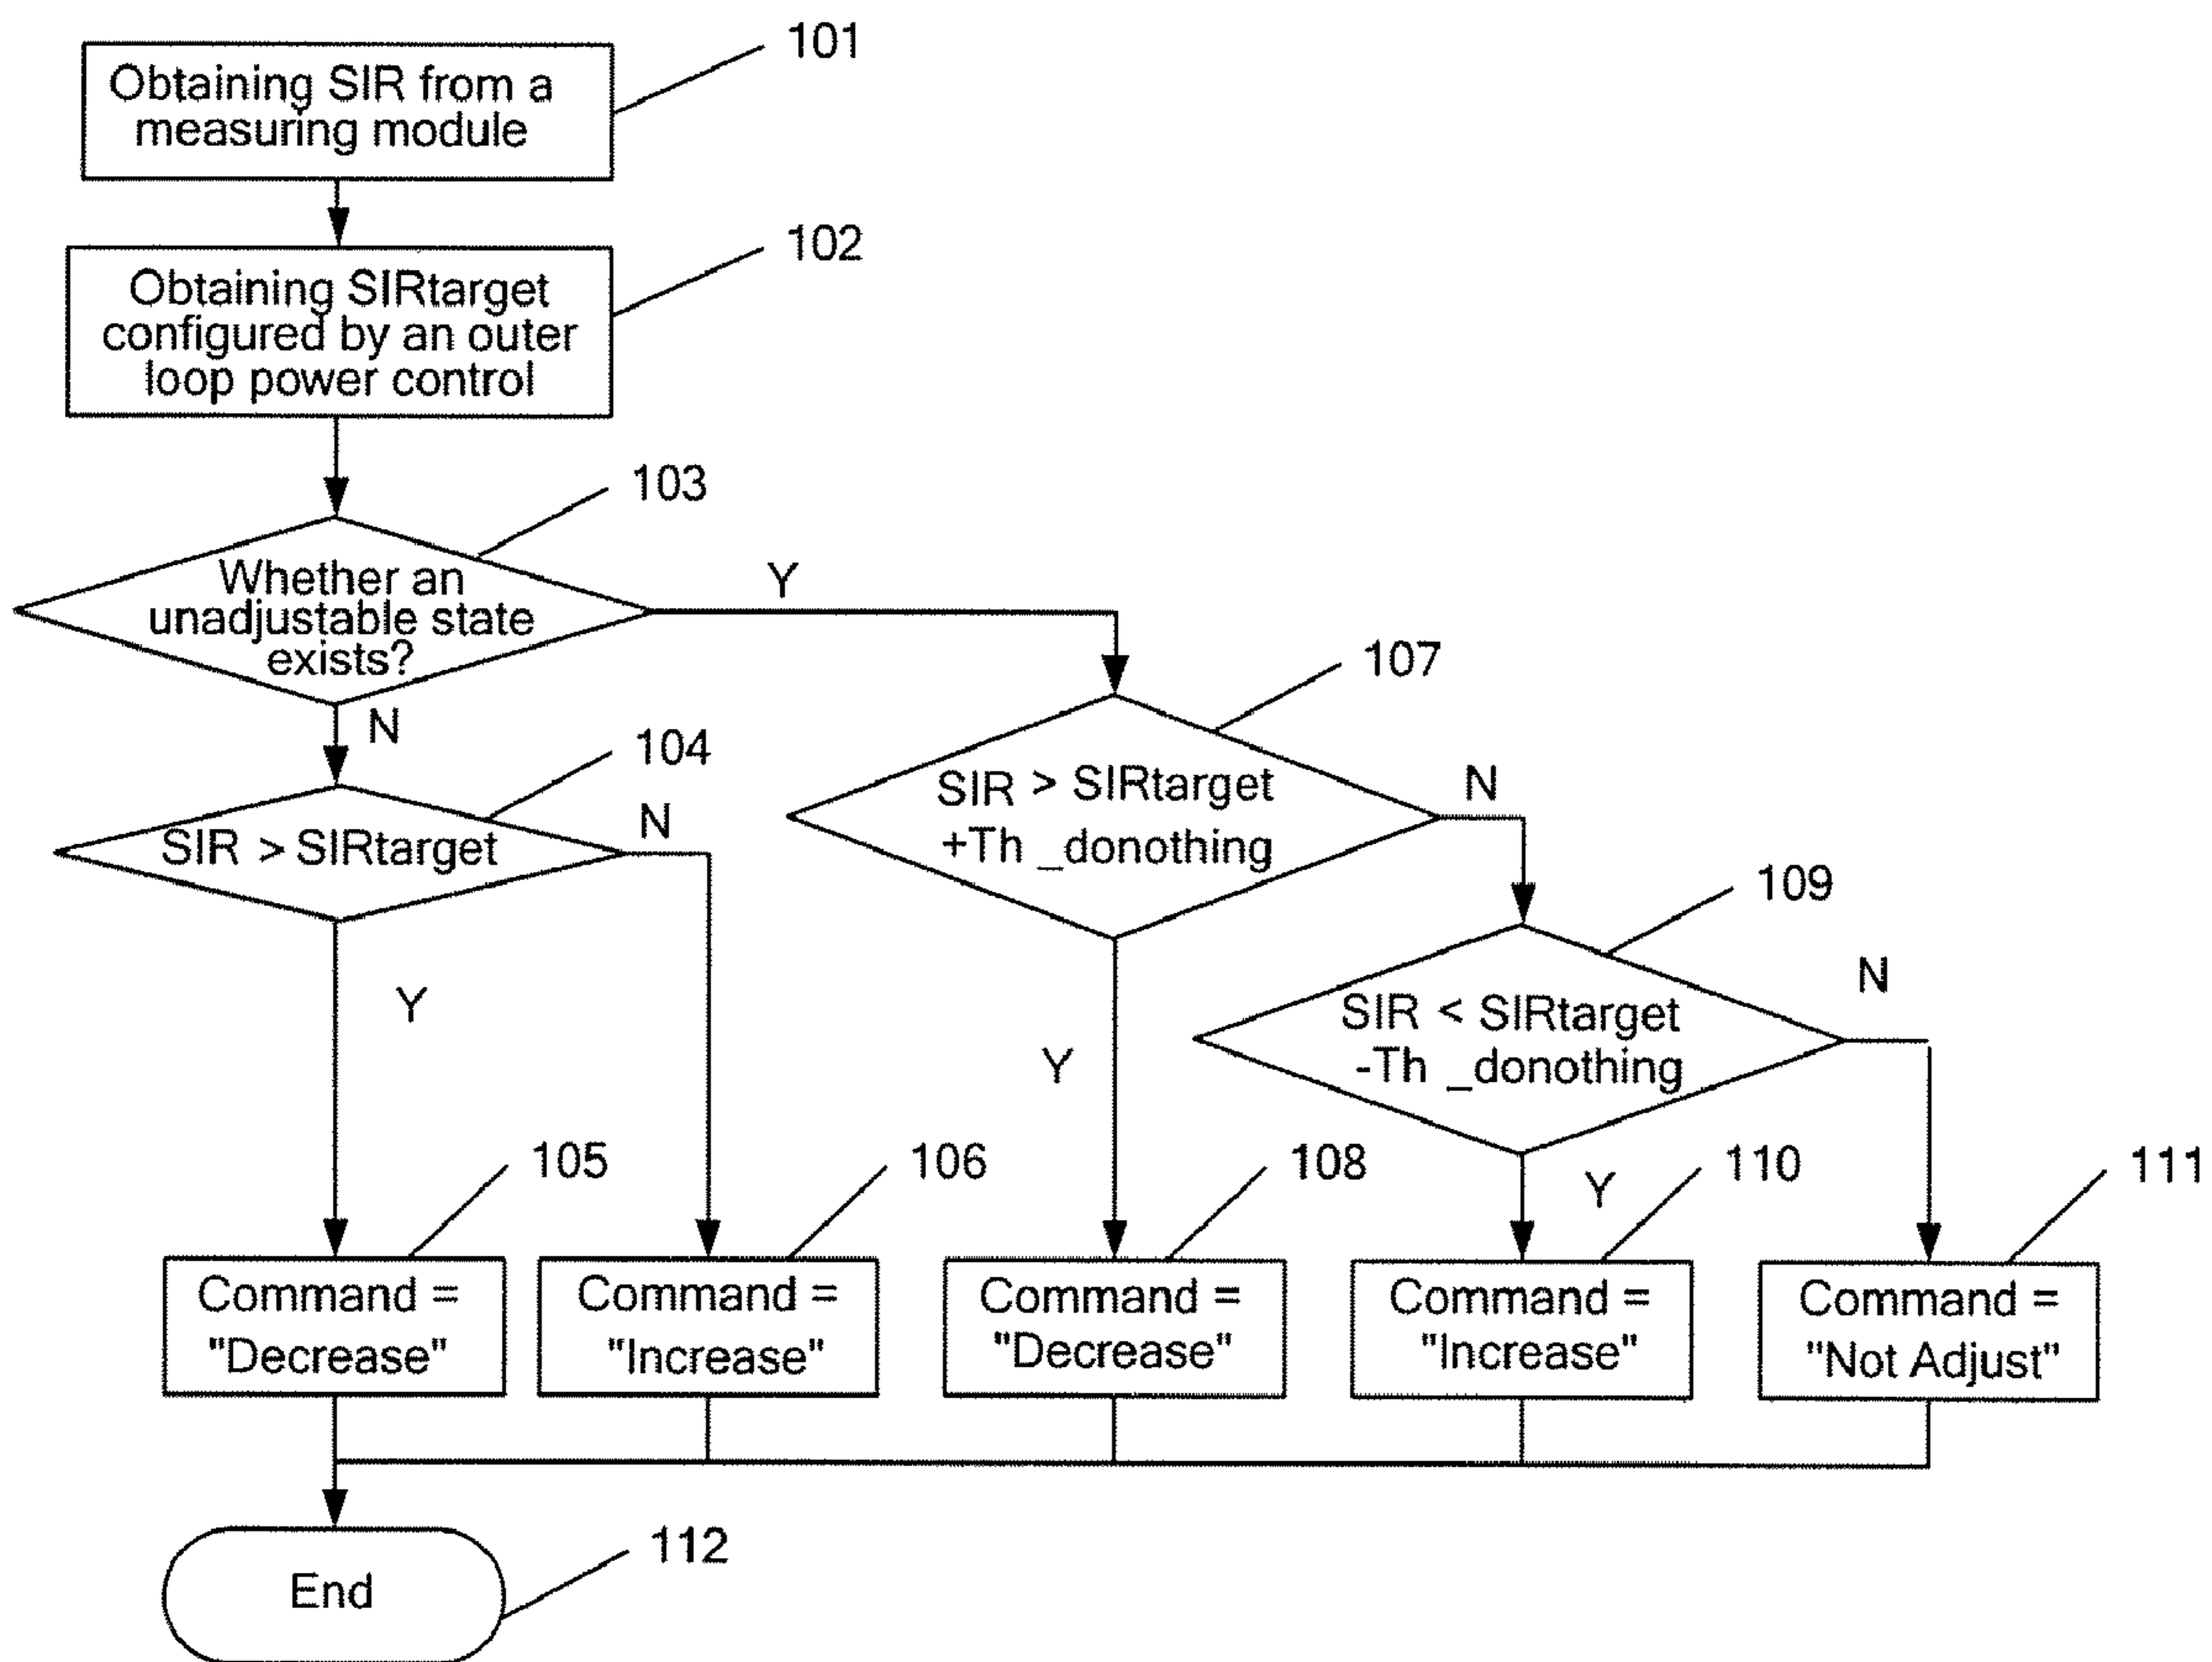 101
Obtaining SIR from a
measuring module
102
Obtaining SIRtarget
configured by an outer
loop power control
103
Whether an
unadjustable state
exists?
Y
N
107
SIR > SIRtarget
+Th _donothing
N
104
SIR > SIRtarget
N
Y
109
SIR < SIRtarget
-Th _donothing
N
Y
Y
105
Command =
"Decrease"
106
Command =
"Increase"
108
Command =
"Decrease"
110
Command =
"Increase"
111
Command =
"Not Adjust"
112
End